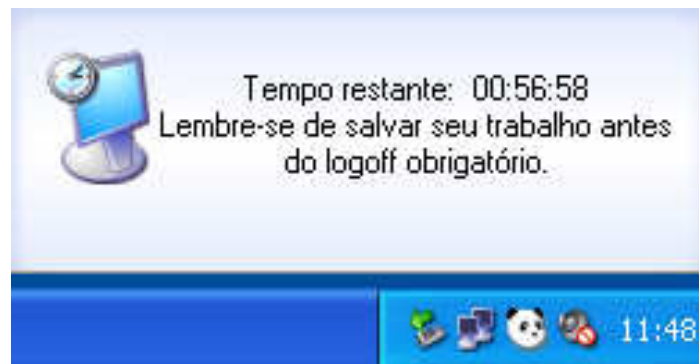 Tempo restante: 00:56:58
Lembre-se de salvar seu trabalho antes
do logoff obrigatório.
11:48